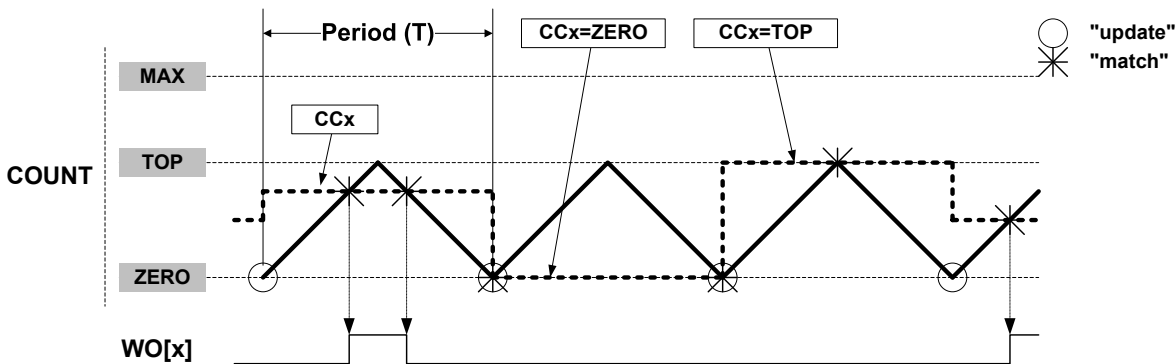 Period (T)
CCx=ZERO
CCx=TOP
"update"
"match"
MAX
CCx
TOP
COUNT
ZERO
WO[x]